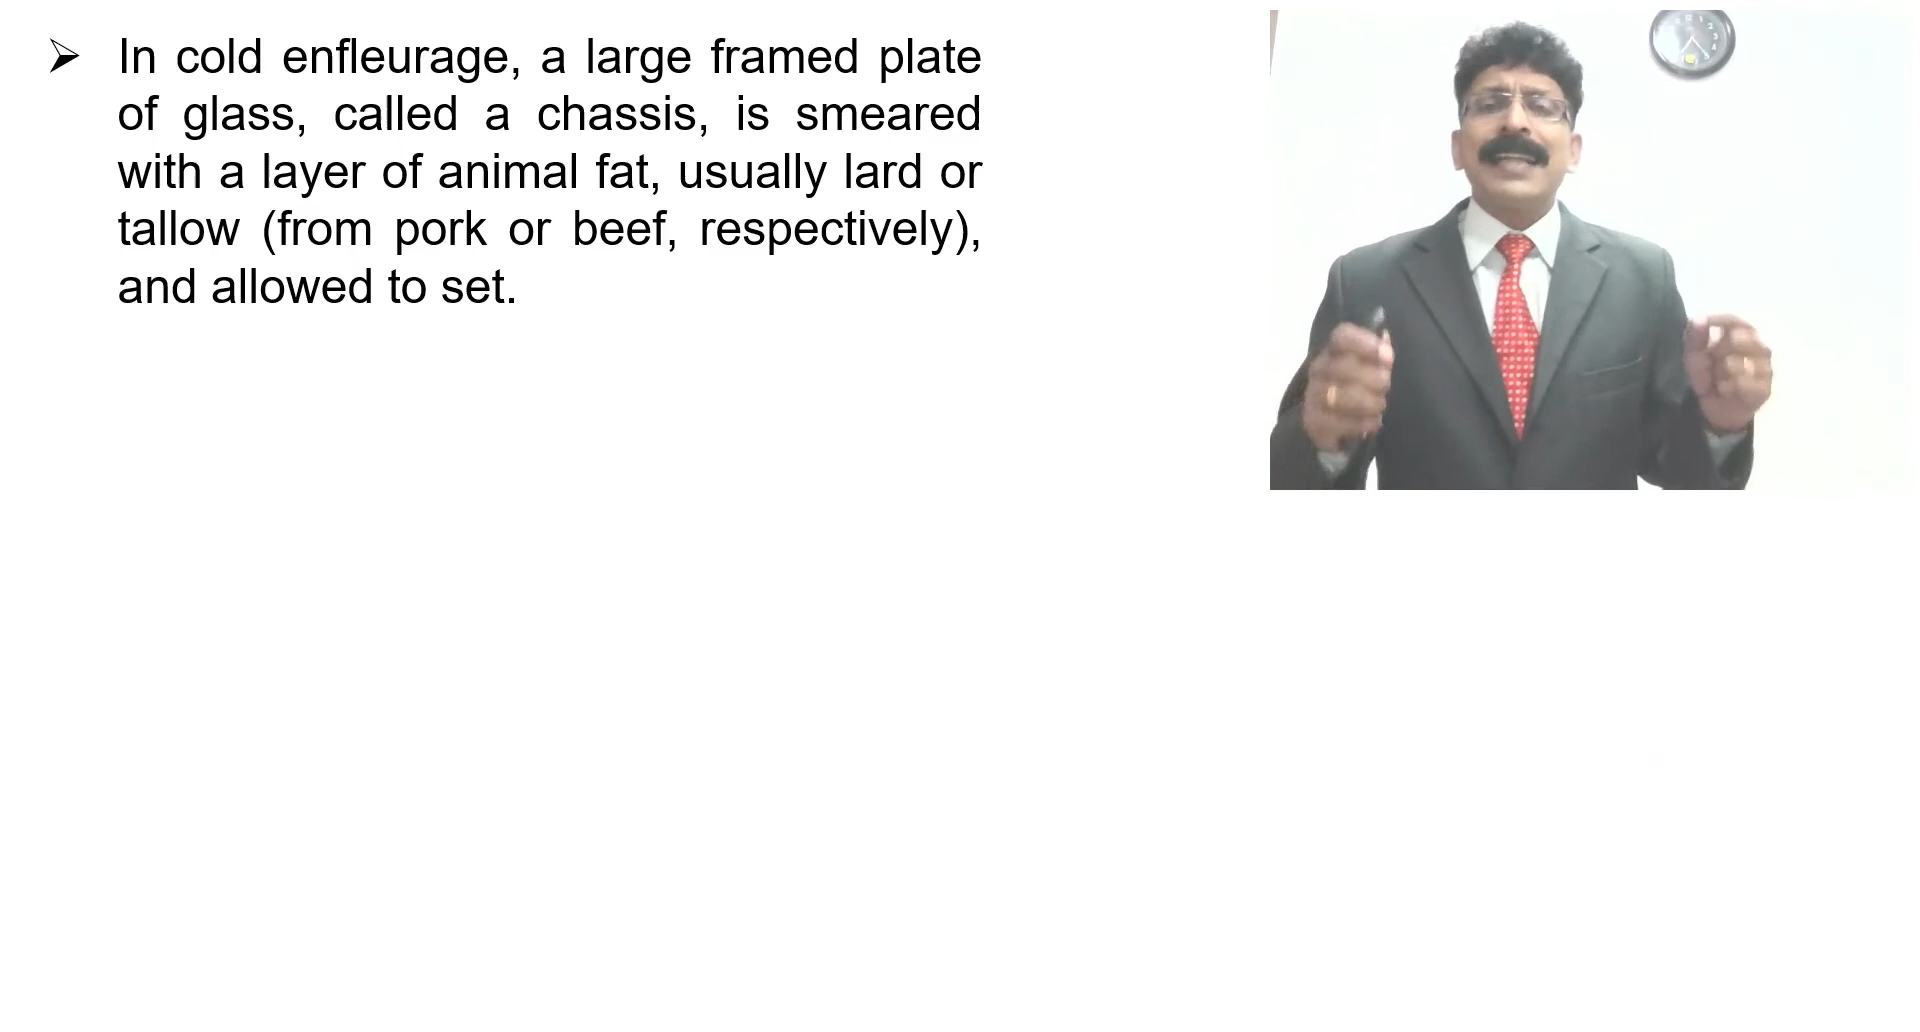 ➢ In cold enfleurage, a large framed plate
of glass, called a chassis, is smeared
with a layer of animal fat, usually lard or
tallow (from pork or beef, respectively),
and allowed to set.